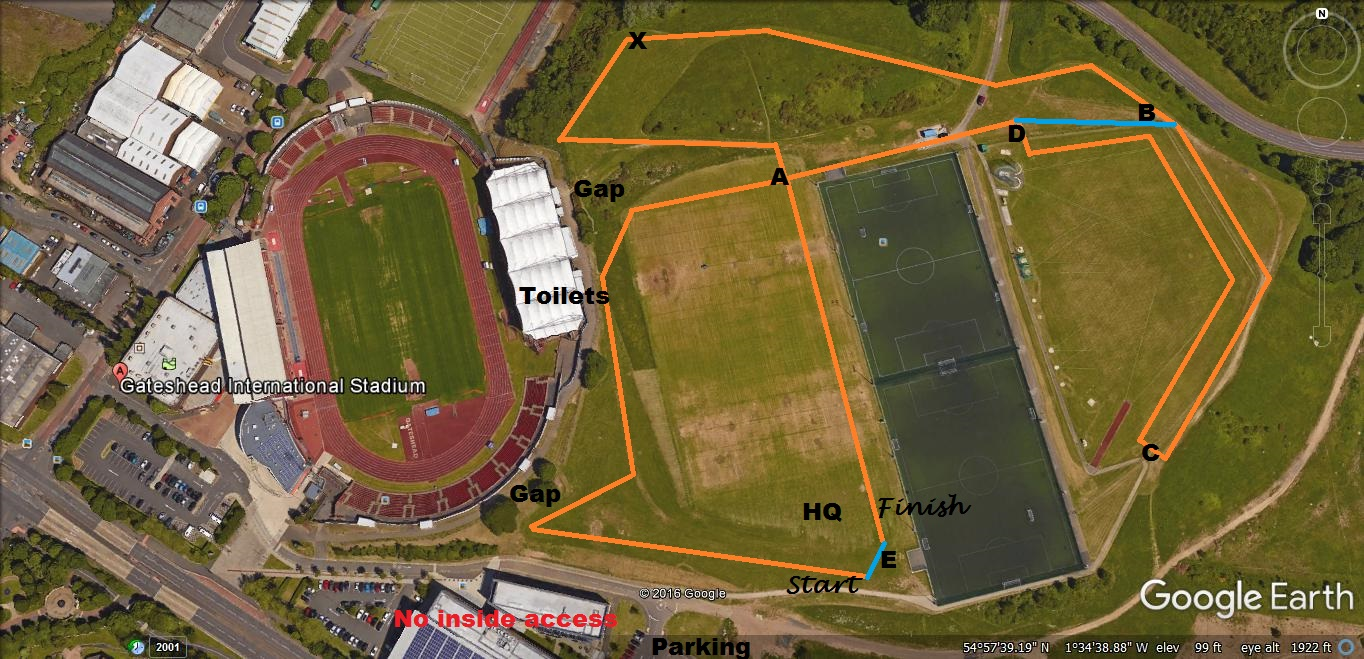 X
N
B
D
Gap
A
Toilets
A
Gateshead International Stadium
C
Gap
HQ
Finish
E
Start
© 2016 Google
Google Earth
No inside access
Parking
2001
54°57'39.19" N 1°34'38.88" W elev 99 ft eye alt 1922 ft